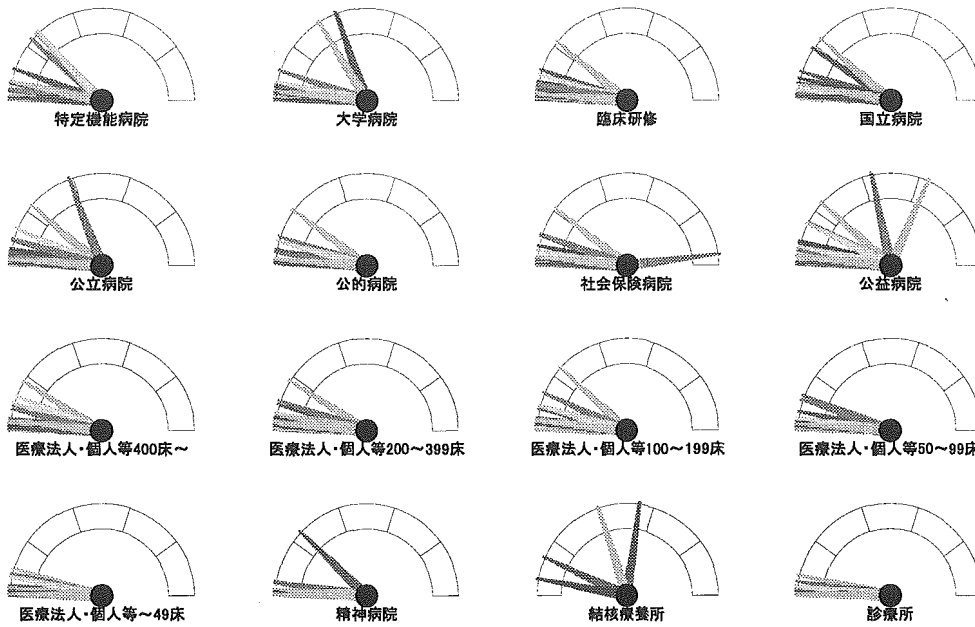 特定機能病院
大学病院
臨床研修
国立病院
公立病院
公的病院
社会保険病院
公益病院
医療法人・個人等400床～
医療法人・個人等200～399床
医療法人・個人等100～199床
医療法人・個人等50～99床
医療法人・個人等～49床
精神病院
結核療養所
診療所